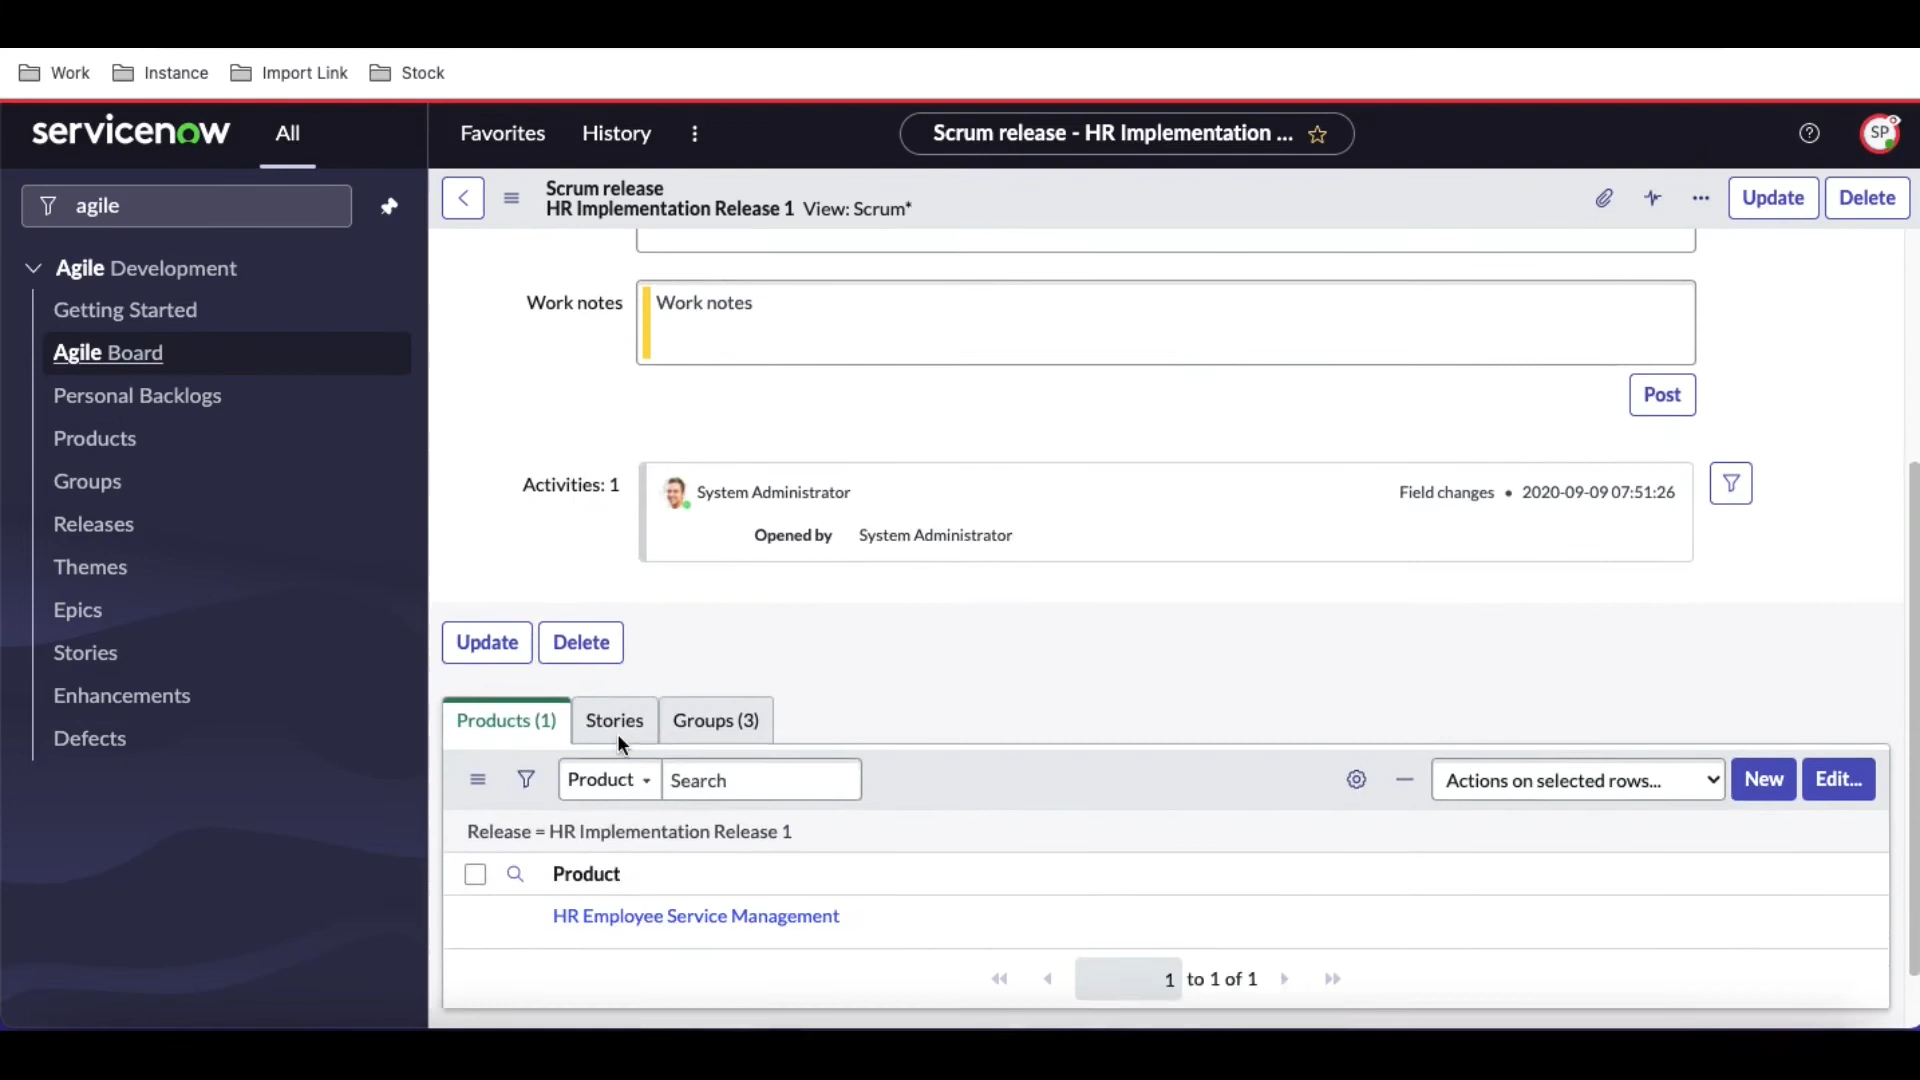 Work Instance Import Link Stock
servicenow All Favorites History Scrum release - HR Implementation ... SP
agile
Scrum release
HR Implementation Release 1 View: Scrum*
Update Delete
Agile Development
Getting Started
Agile Board
Personal Backlogs
Products
Groups
Releases
Themes
Epics
Stories
Enhancements
Defects
Work notes Work notes
Post
Activities: 1 System Administrator Field changes • 2020-09-09 07:51:26
Opened by System Administrator
Update Delete
Products (1) Stories Groups (3)
Product Search Actions on selected rows... New Edit...
Release = HR Implementation Release 1
Product
HR Employee Service Management
1 to 1 of 1